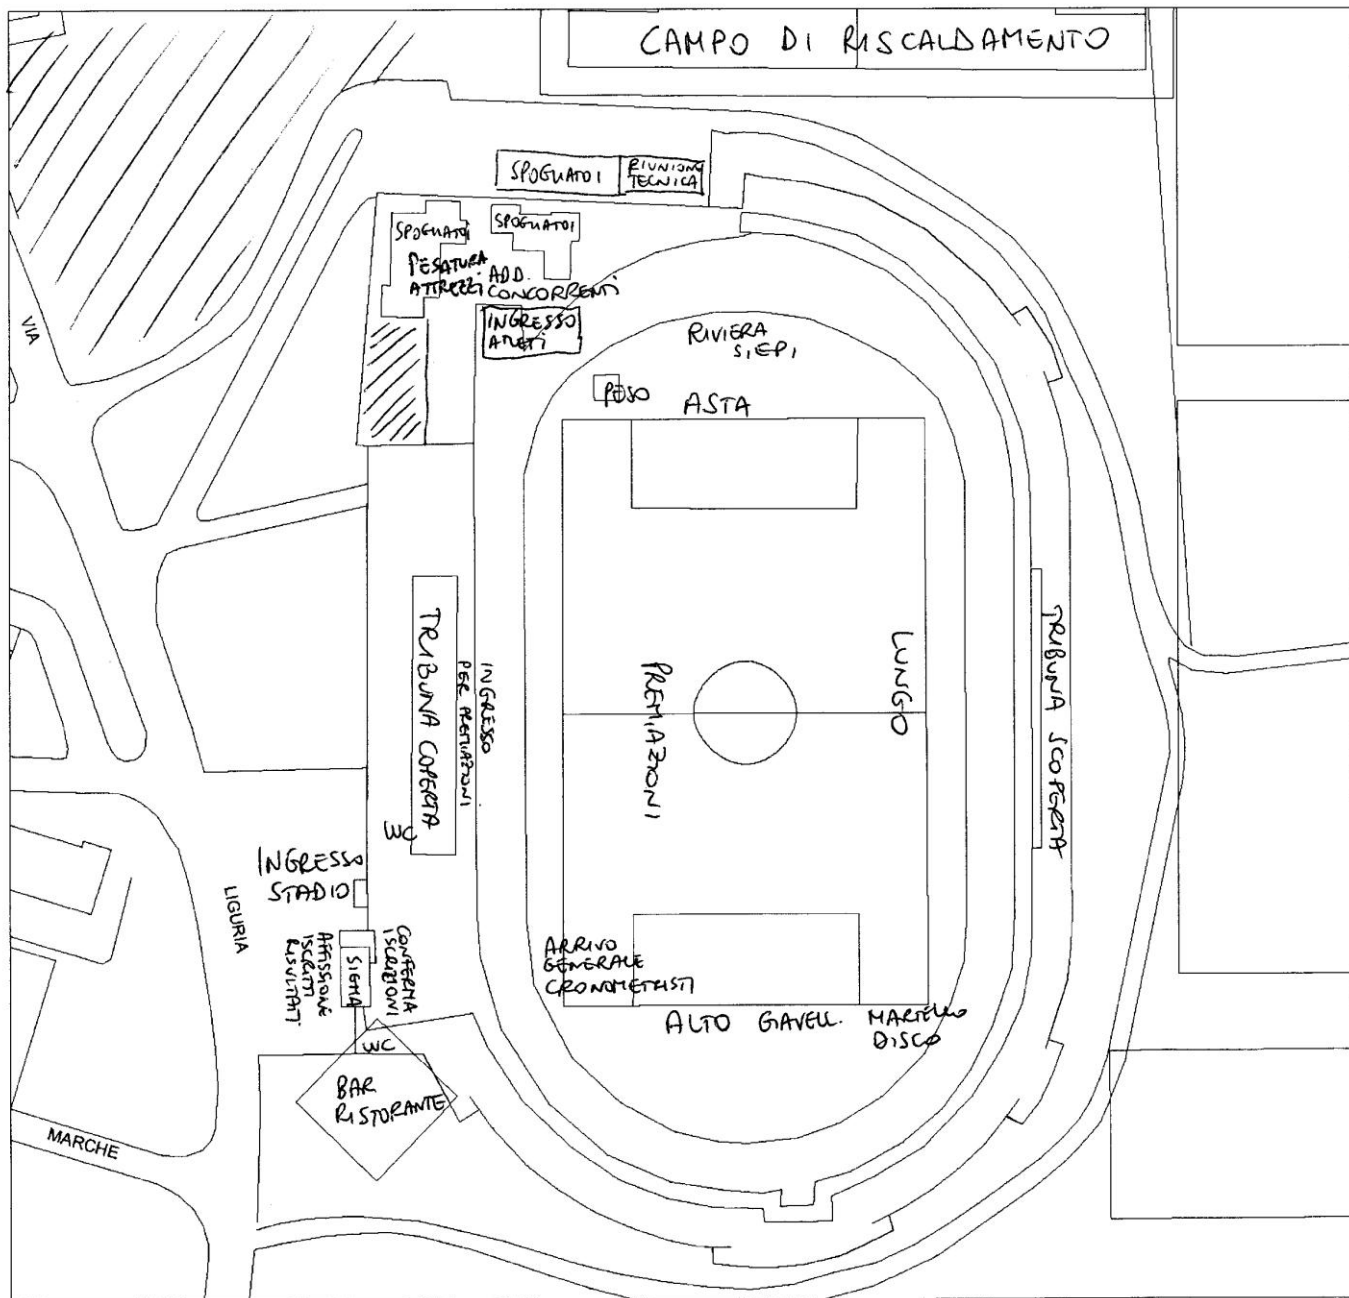 CAMPO DI RISCALDAMENTO
SPOGLIATOI
RIUNIONE
TECNICA
SPOGLIATOI
SPOGLIATOI
PESATURA
ATTREZZI
ADD.
CONCORRENTI
INGRESSO
ATLETI
VIA
RIVIERA
SIEPI
PESO
ASTA
TRIBUNA COPERTA
INGRESSO
PER PREMIAZIONI
PREMIAZIONI
LUNGO
TRIBUNA SCOPERTA
WC
INGRESSO
STADIO
LIGURIA
AFFISSIONE
ISCRITTI
RISULTATI
SIGMA
CONFERMA
ISCRIZIONI
ARRIVO
GENERALE
CRONOMETRISTI
ALTO GIAVELL. MARTELLO
DISCO
WC
BAR
RISTORANTE
MARCHE